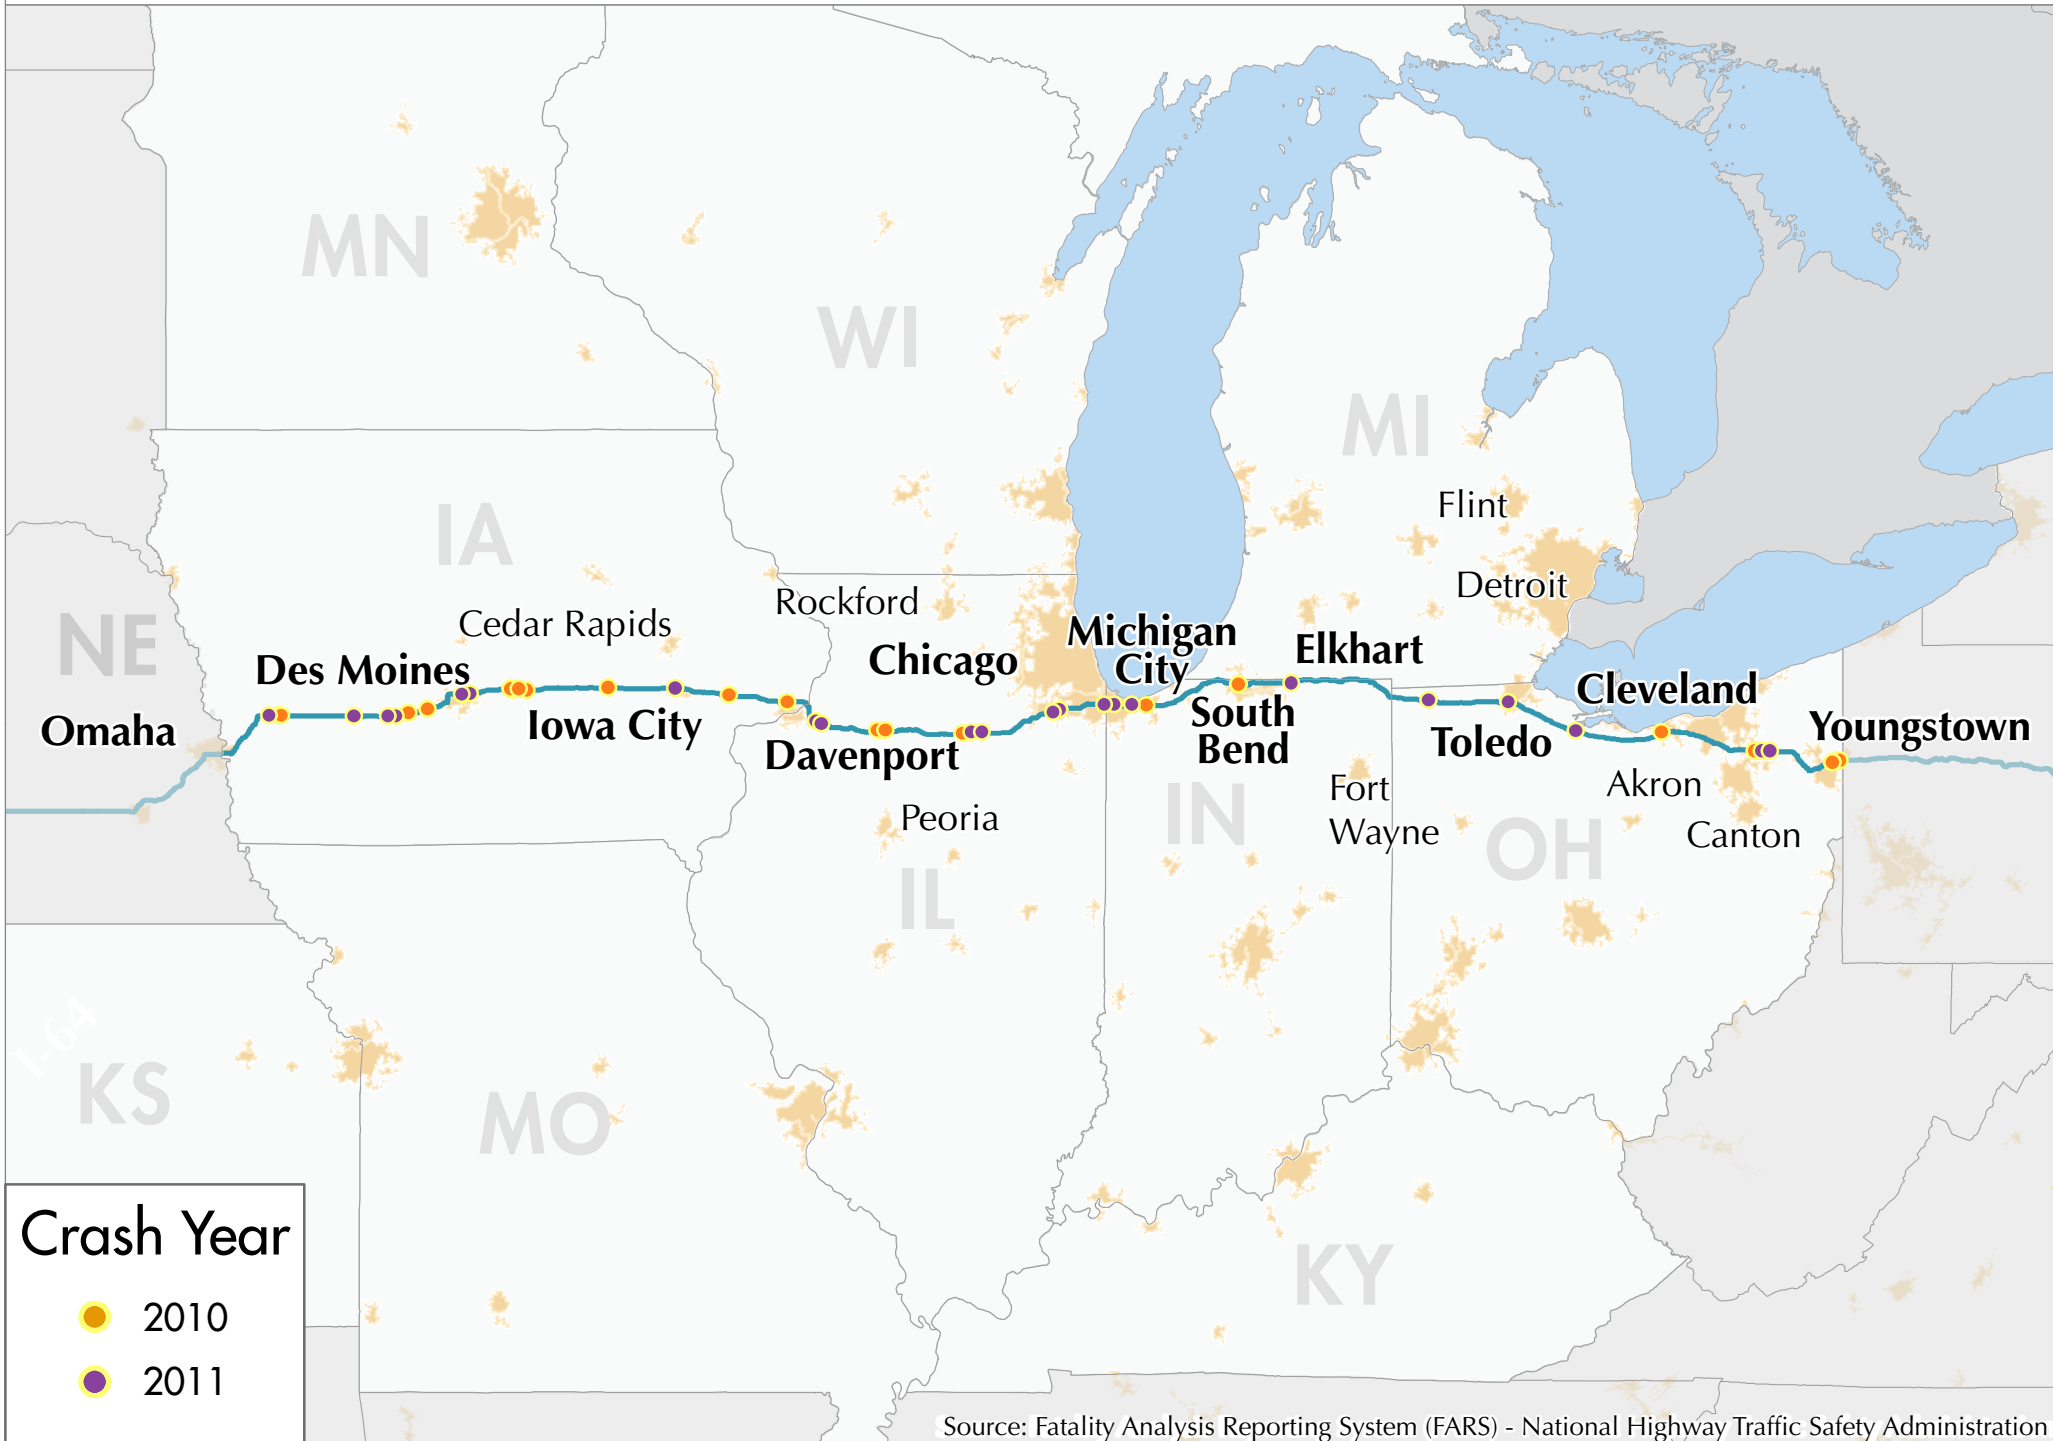 MN
WI
MI
Flint
IA
Detroit
Rockford
NE
Cedar Rapids
Michigan
City
Chicago
Elkhart
Des Moines
Cleveland
Omaha
Iowa City
South
Bend
Youngstown
Davenport
Toledo
Fort
Wayne
Akron
Peoria
IN
Canton
OH
IL
I-64
KS
MO
KY
Crash Year
2010
2011
Source: Fatality Analysis Reporting System (FARS) - National Highway Traffic Safety Administration